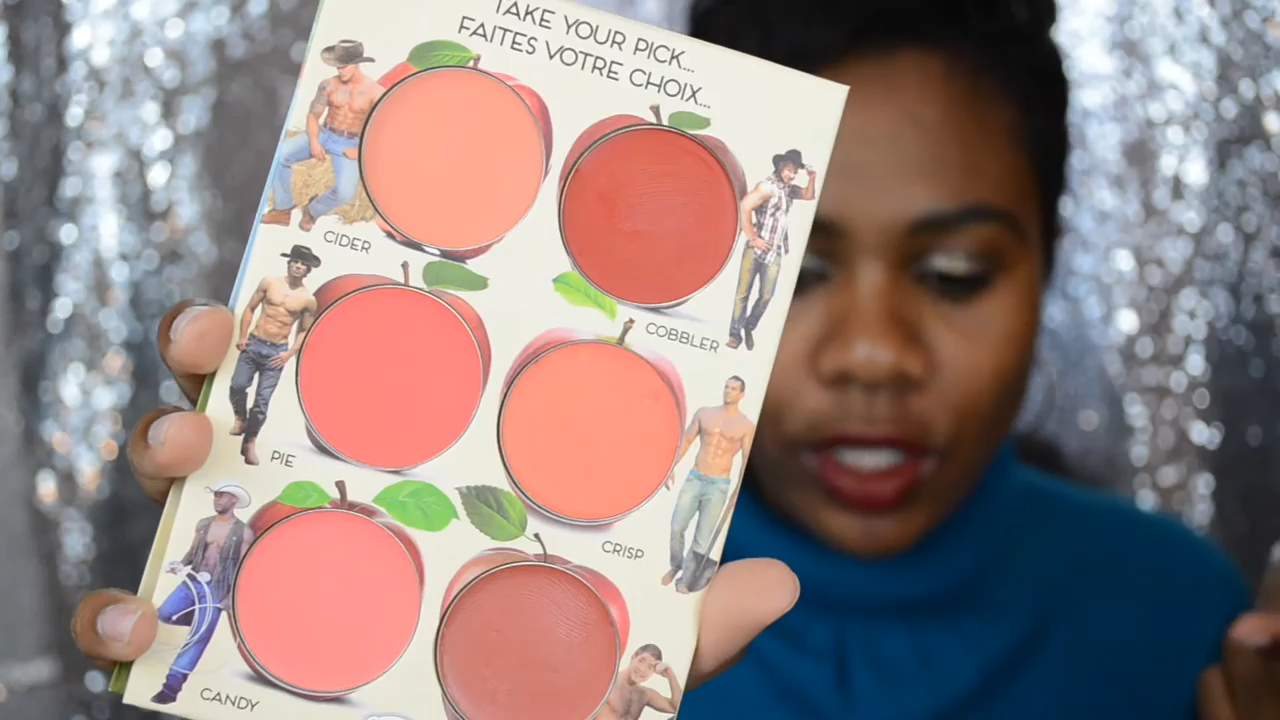 TAKE YOUR PICK...
FAITES VOTRE CHOIX...
CIDER
COBBLER
PIE
CRISP
CANDY